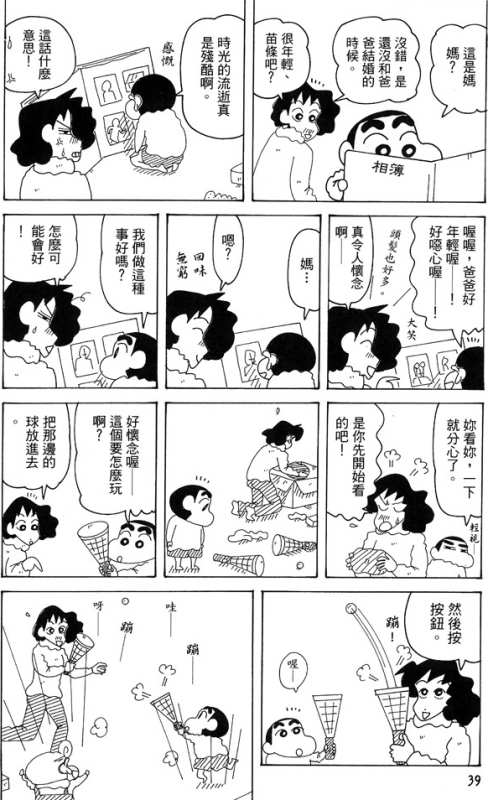 這是媽
媽？
沒錯，是
還沒和爸
爸結婚的
時候。
很年輕、
苗條吧？
相簿
時光的流逝真
是殘酷啊。
感慨
這話什麼
意思！
喔喔，爸爸好
年輕喔——！
好噁心喔——！
大笑
頭髮也好多。
真令人懷念
啊——
媽…
嗯？
回味
無窮
我們做這種
事好嗎？
怎麼可
能會好
！
妳看妳，一下
就分心了。
輕視
是你先開始看
的吧！
好懷念喔——
這個要怎麼玩
啊？
把那邊的
球放進去
。
然後按
按鈕。
蹦！
喔—
哇—
蹦
呀—
蹦
39